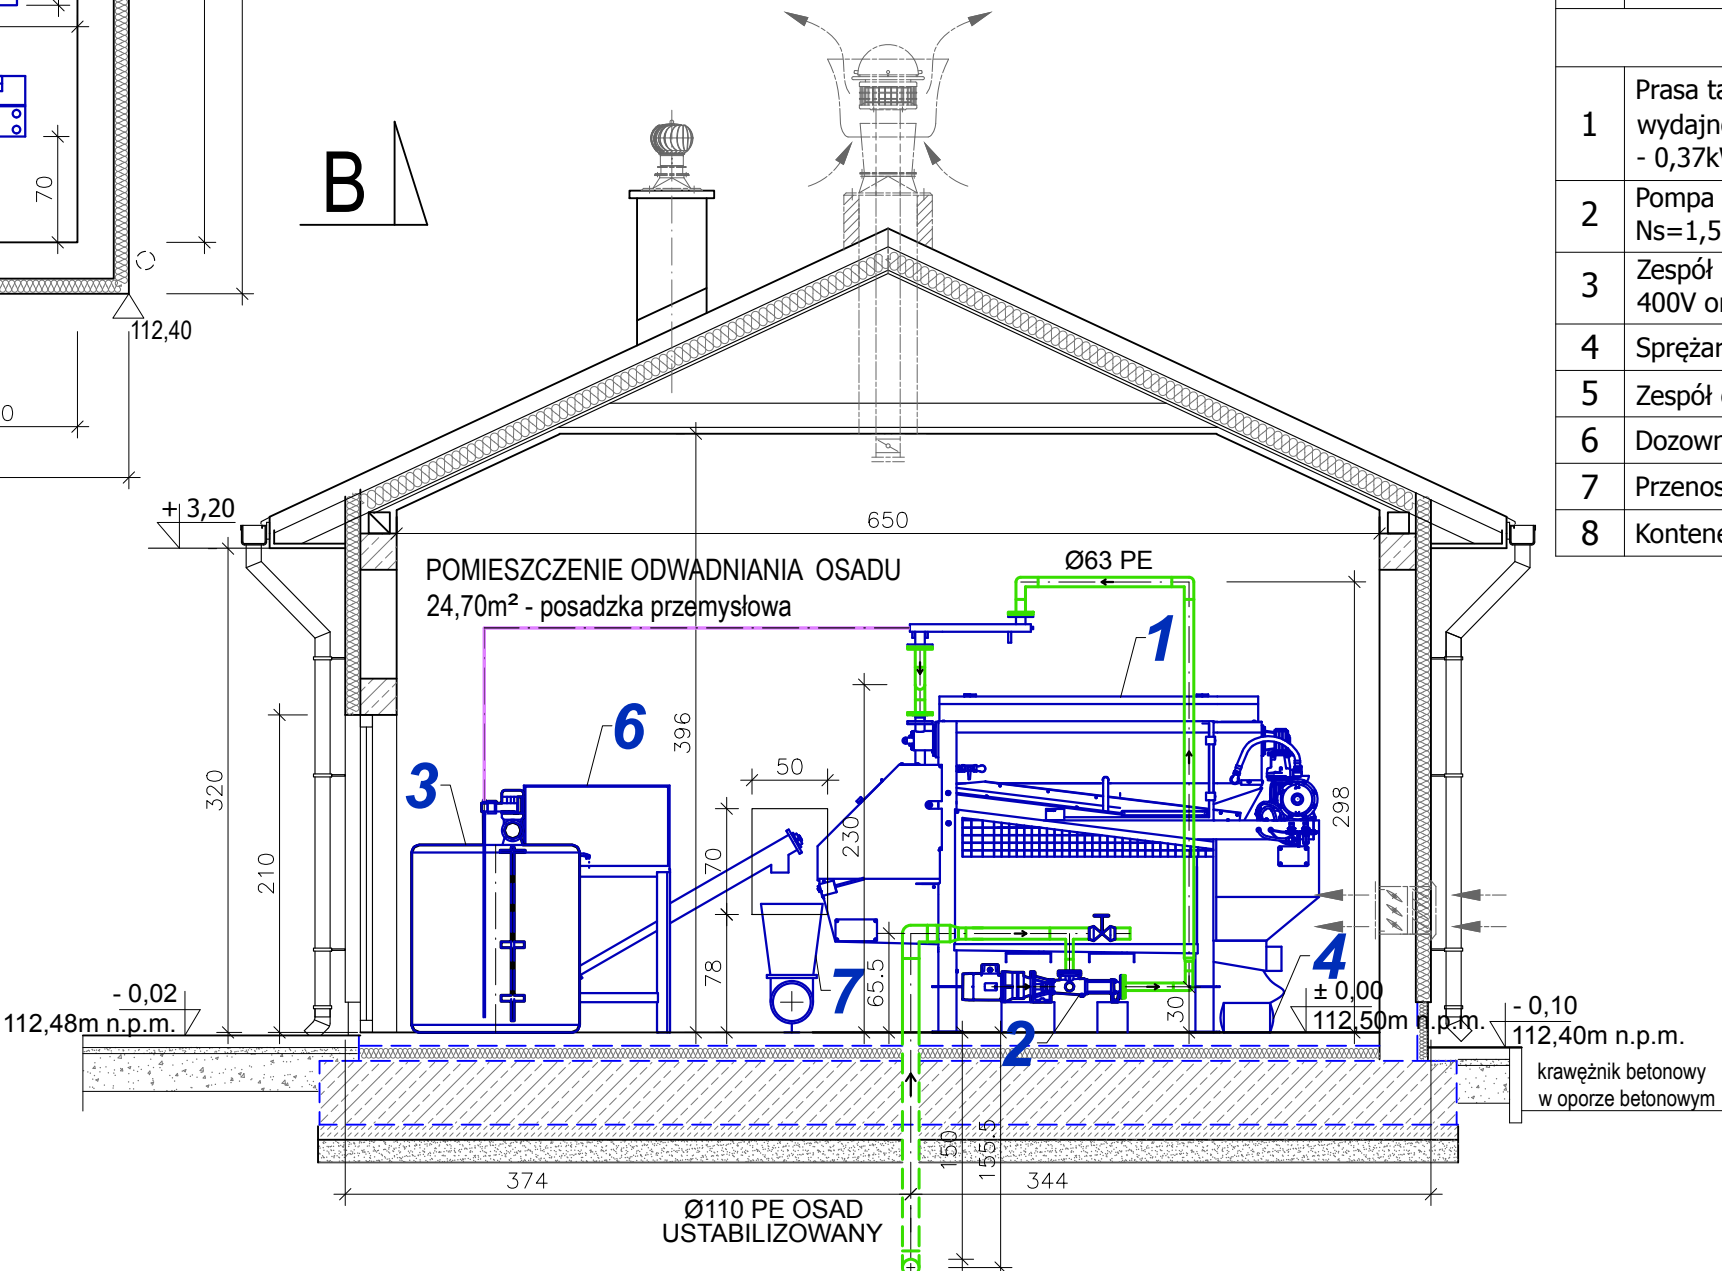 70
112,40
0
B
1
Prasa ta
wydajno
- 0,37kW
2
Pompa
Ns=1,5
3
Zespół
400V or
4
Sprężar
5
Zespół
6
Dozown
7
Przenoś
8
Kontene
+ 3,20
650
POMIESZCZENIE ODWADNIANIA OSADU
24,70m² - posadzka przemysłowa
Ø63 PE
1
6
3
396
50
230
298
320
210
70
78
7
65.5
30
4
2
- 0,02
112,48m n.p.m.
± 0,00
112,50m n.p.m.
- 0,10
112,40m n.p.m.
krawężnik betonowy
w oporze betonowym
150
155.5
374
344
Ø110 PE OSAD
USTABILIZOWANY